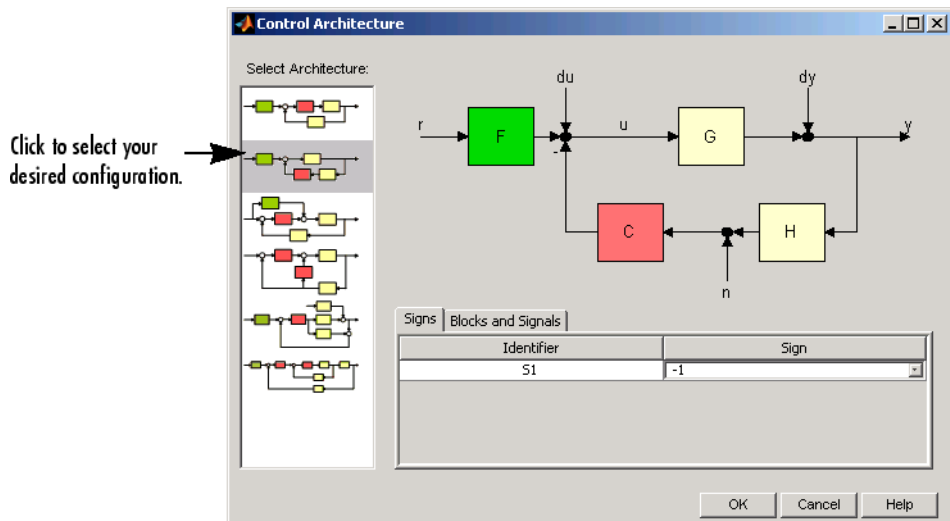 Control Architecture
Select Architecture:
Click to select your
desired configuration.
du
dy
r
F
-
u
G
y
C
H
n
Signs
Blocks and Signals
Identifier
Sign
S1
-1
OK
Cancel
Help